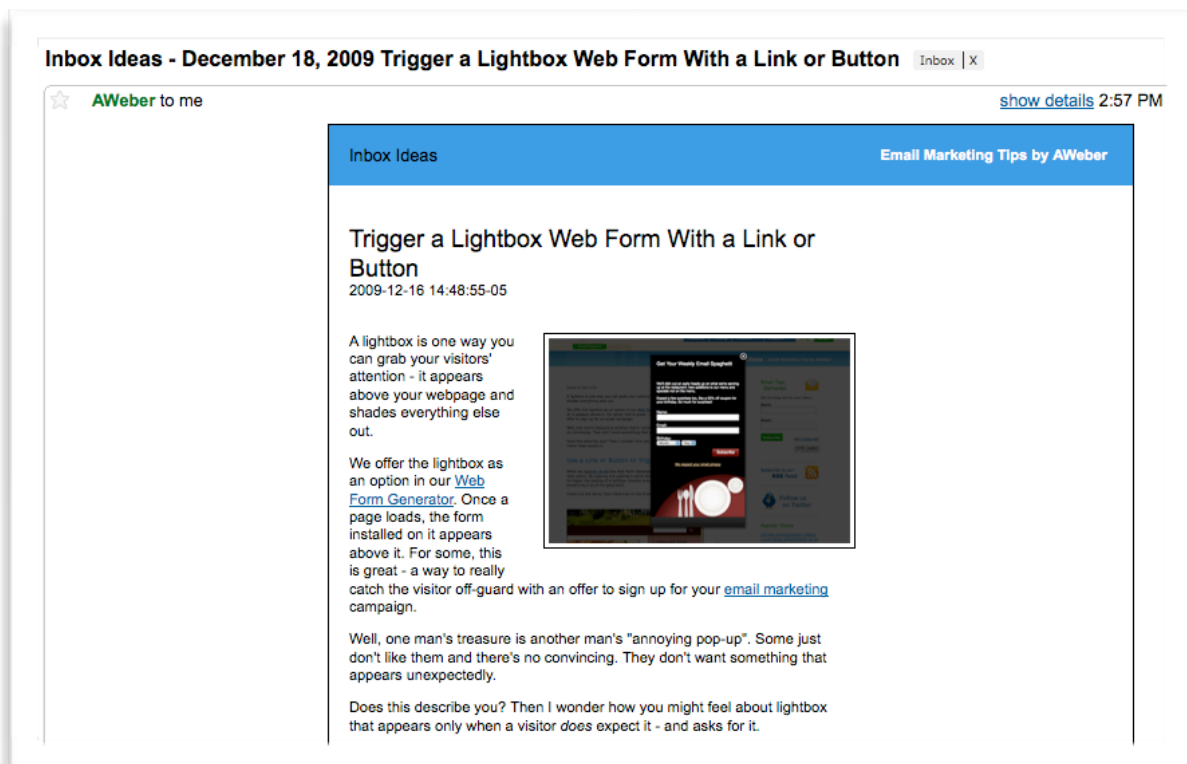 Inbox Ideas - December 18, 2009 Trigger a Lightbox Web Form With a Link or Button Inbox | X
AWeber to me show details 2:57 PM
Inbox Ideas Email Marketing Tips by AWeber
Trigger a Lightbox Web Form With a Link or
Button
2009-12-16 14:48:55-05
A lightbox is one way you
can grab your visitors'
attention - it appears
above your webpage and
shades everything else
out.
We offer the lightbox as
an option in our Web
Form Generator. Once a
page loads, the form
installed on it appears
above it. For some, this
is great - a way to really
catch the visitor off-guard with an offer to sign up for your email marketing
campaign.
Get Your Weekly Email Spaghetti
Name:
Email:
Birthday:
Subscribe
We respect your email privacy
Well, one man's treasure is another man's "annoying pop-up". Some just
don't like them and there's no convincing. They don't want something that
appears unexpectedly.
Does this describe you? Then I wonder how you might feel about lightbox
that appears only when a visitor does expect it - and asks for it.